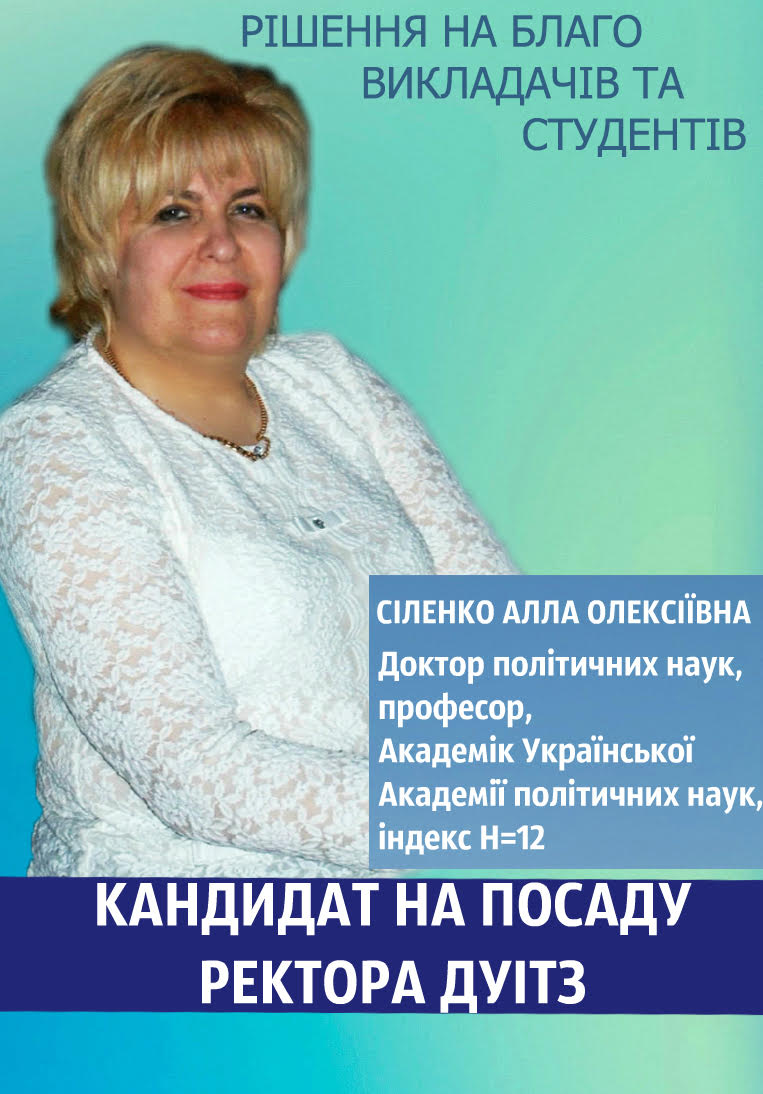 РІШЕННЯ НА БЛАГО
ВИКЛАДАЧІВ ТА
СТУДЕНТІВ
СІЛЕНКО АЛЛА ОЛЕКСІЇВНА
Доктор політичних наук,
професор,
Академік Української
Академії політичних наук,
індекс Н=12
КАНДИДАТ НА ПОСАДУ
РЕКТОРА ДУІТЗ